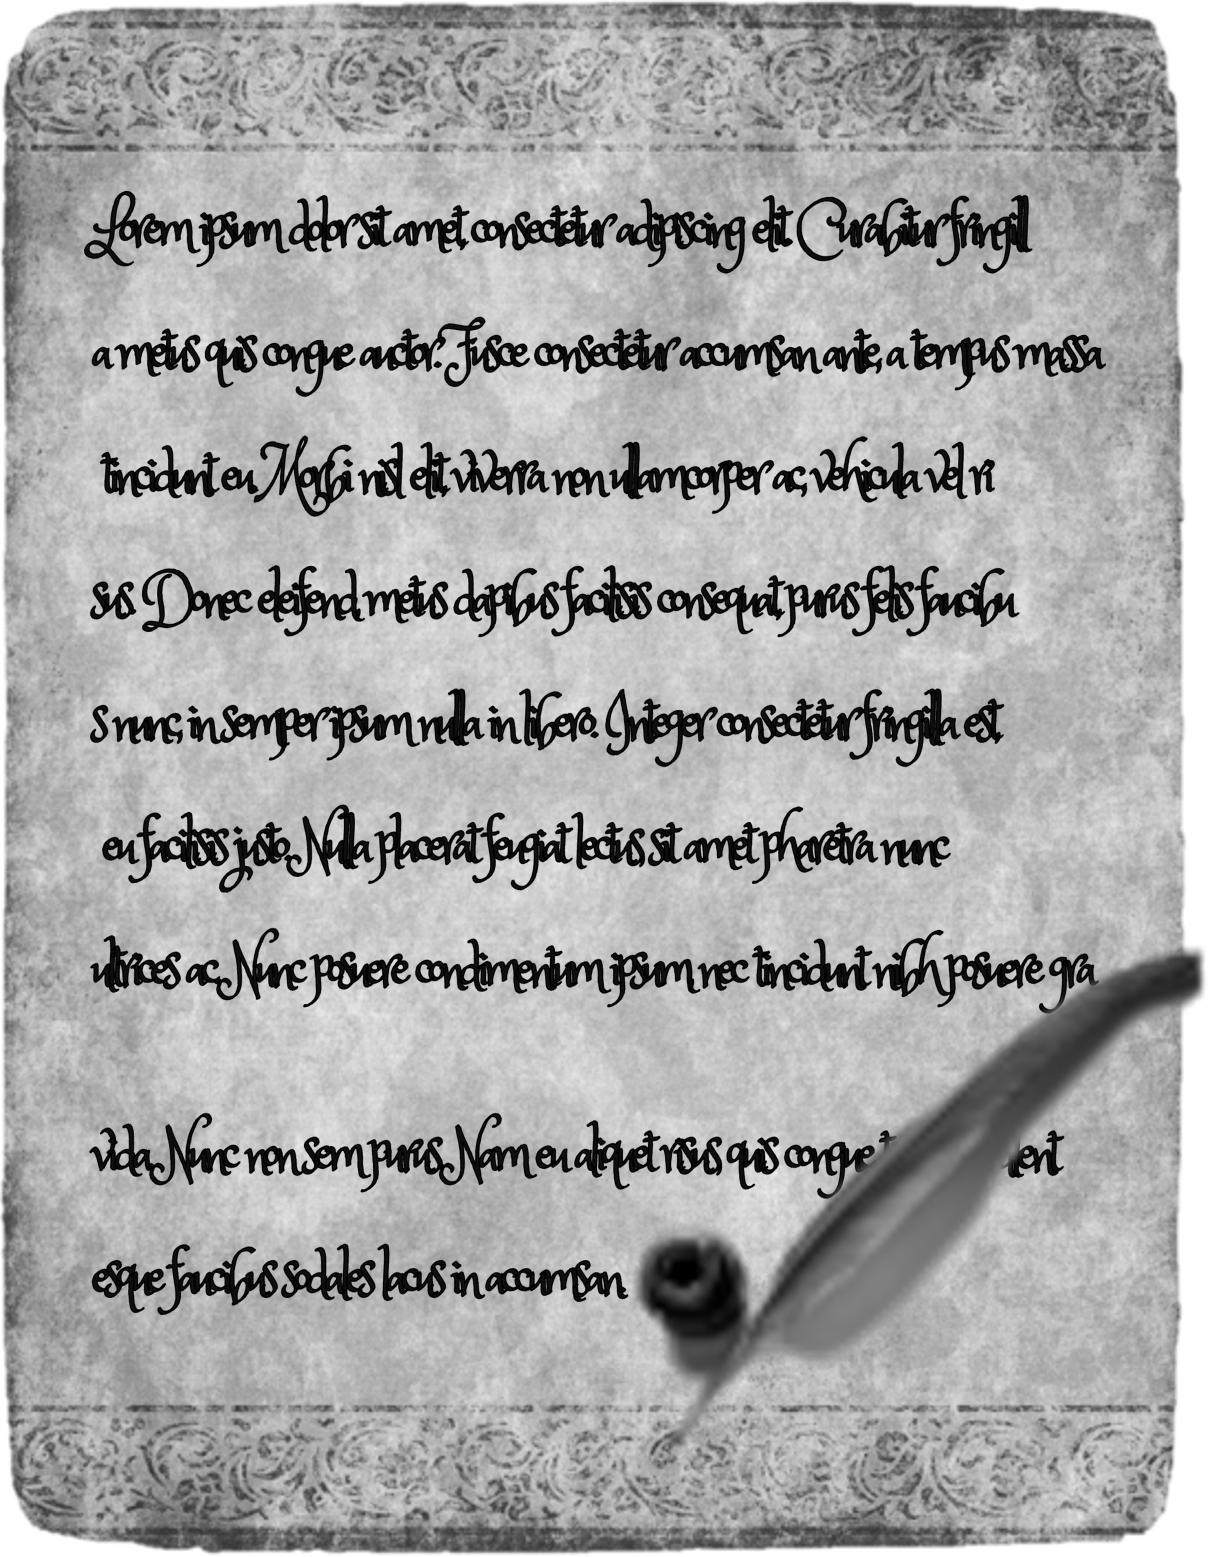 Lorem ipsum dolor sit amet, consectetur adipiscing elit. Curabitur fringill
a metus quis congue auctor. Fusce consectetur accumsan ante, a tempus massa
tincidunt eu. Morbi nisl elit, viverra non ullamcorper ac, vehicula vel ri
sus. Donec eleifend, metus dapibus facilisis consequat, purus felis faucibu
s nunc, in semper ipsum nulla in libero. Integer consectetur fringilla est,
eu facilisis justo. Nulla placerat feugiat lectus, sit amet pharetra nunc
ultrices ac. Nunc posuere condimentum ipsum nec tincidunt nibh posuere gra
vida. Nunc non sem purus. Nam eu aliquet risus, quis congue
esque faucibus sodales lacus in accumsan.